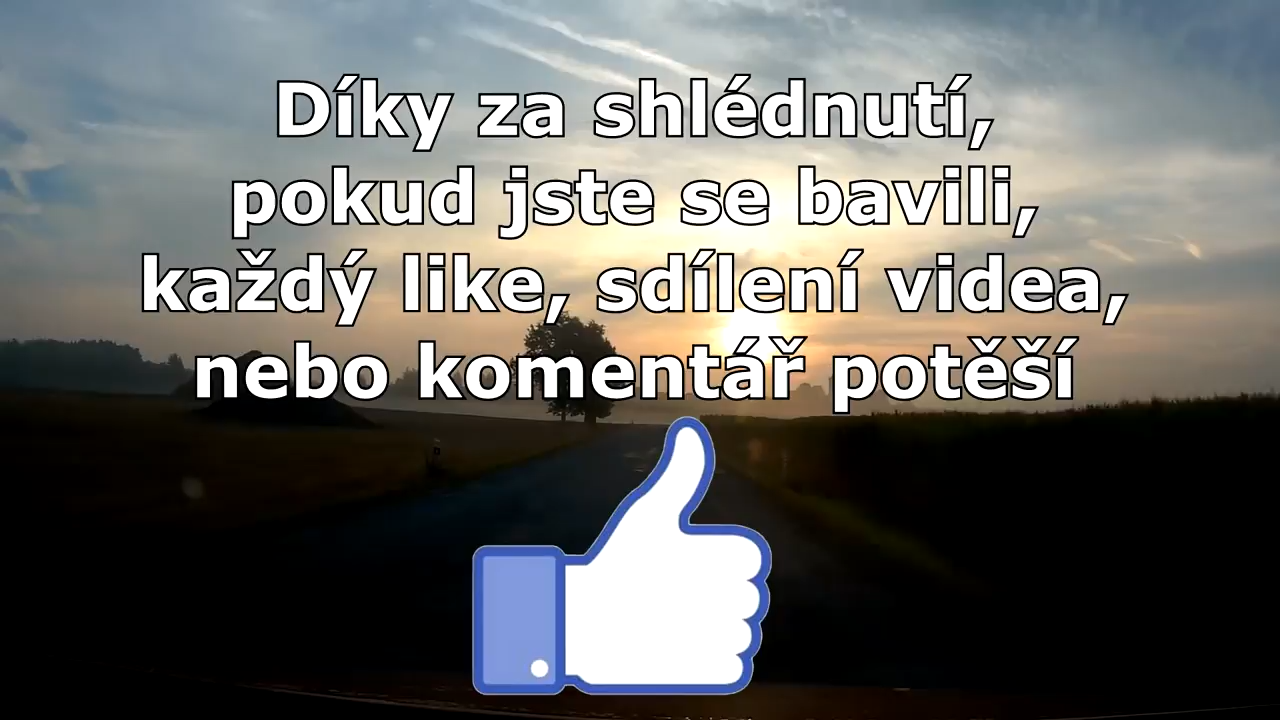 Díky za shlédnutí,
pokud jste se bavili,
každý like, sdílení videa,
nebo komentář potěší